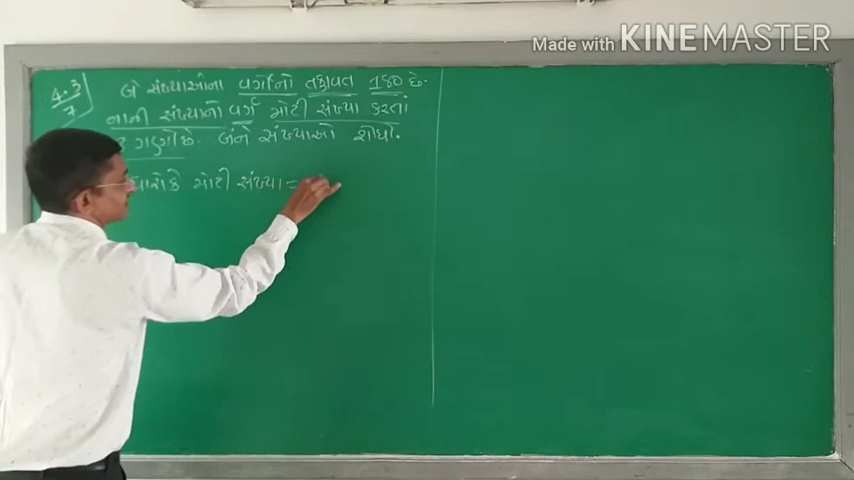 Made with KINEMASTER
4.3
7
બે સંખ્યાઓના વર્ગોનો તફાવત 180 છે.
નાની સંખ્યાનો વર્ગ મોટી સંખ્યા કરતાં
ગણો છે. બંને સંખ્યાઓ શોધો.
ધારોકે મોટી સંખ્યા =